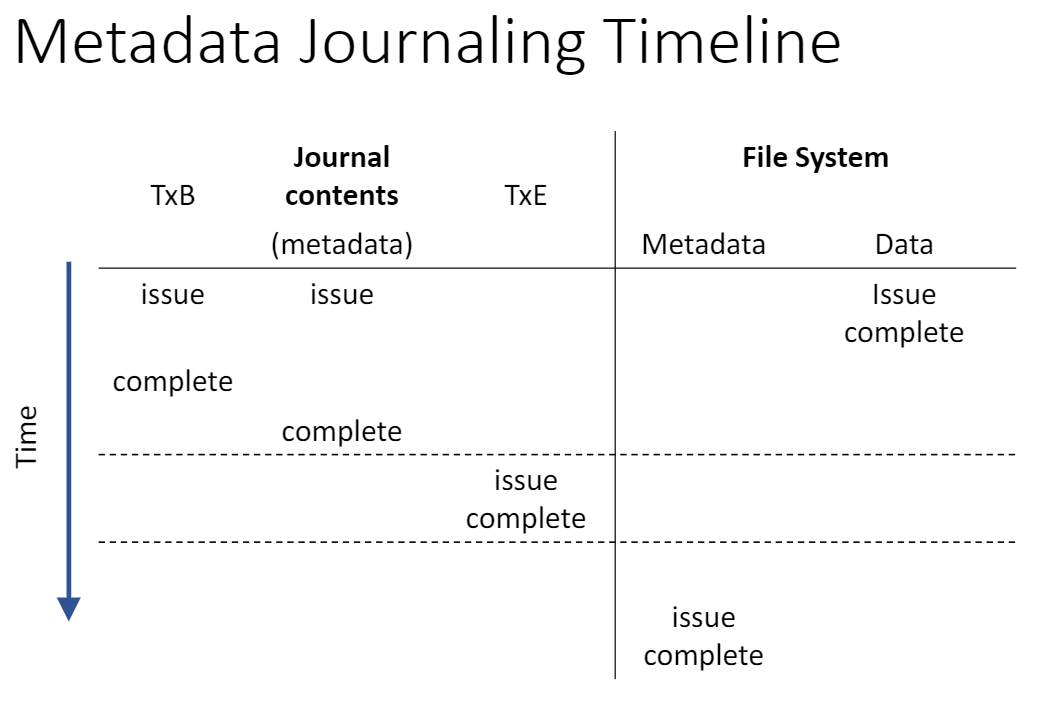 Metadata Journaling Timeline
Journal
contents
File System
TxB
TxE
(metadata)
Metadata
Data
issue
issue
Issue
complete
complete
complete
issue
complete
issue
complete
Time